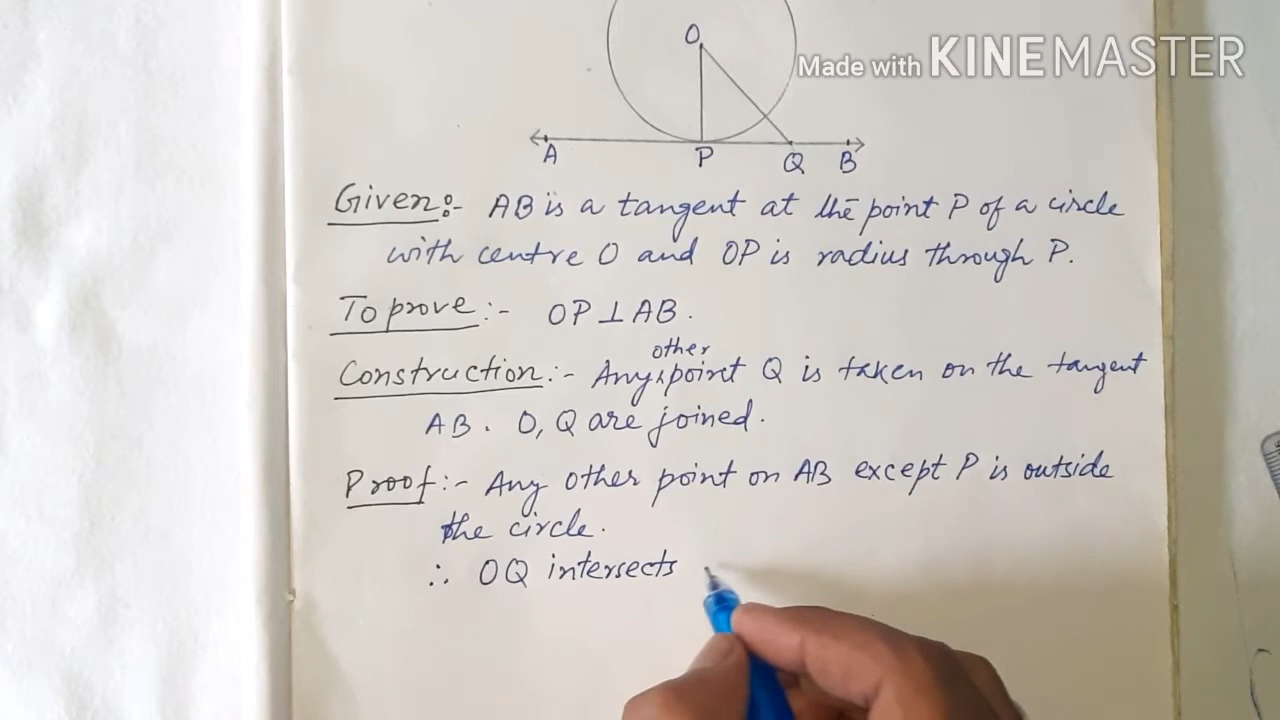 O
Made with KINEMASTER
A P Q B
Given:- AB is a tangent at the point P of a circle
with centre O and OP is radius through P.
To prove:- OP ⊥ AB.
other
Construction:- Any ‸ point Q is taken on the tangent
AB. O, Q are joined.
Proof:- Any other point on AB except P is outside
the circle.
∴ OQ intersects